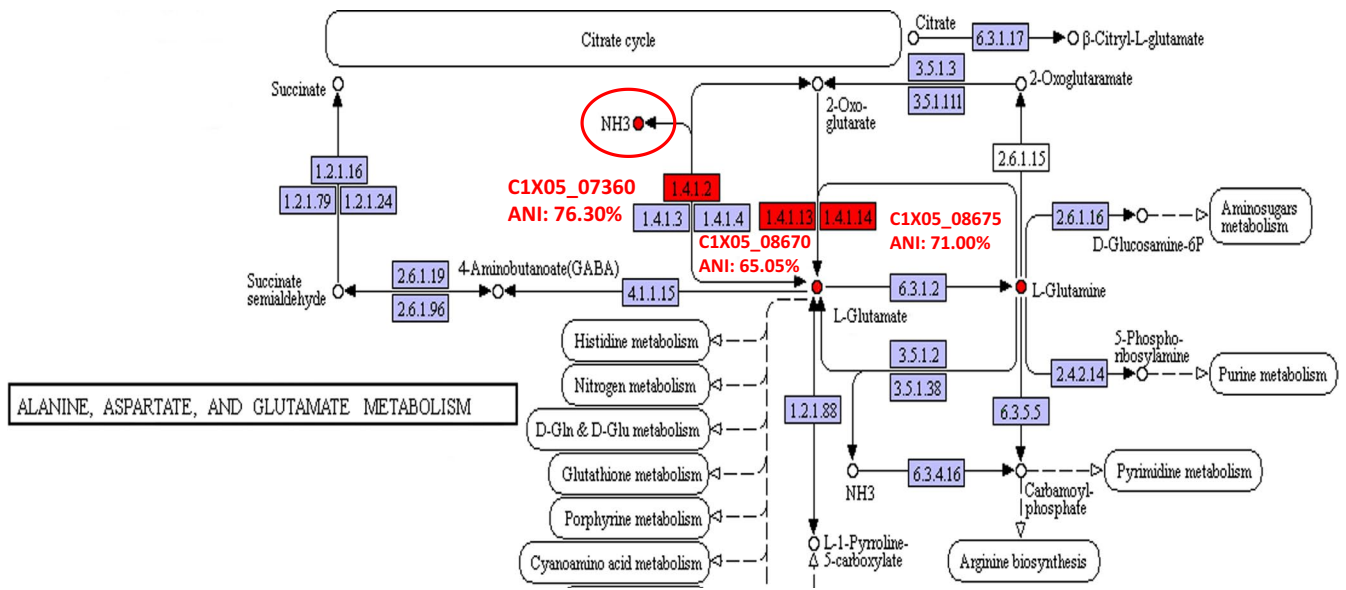 Citrate cycle
Citrate
6.3.1.17
β-Citryl-L-glutamate
3.5.1.3
3.5.1.111
2-Oxoglutaramate
Succinate
2-Oxo-
glutarate
NH3
1.2.1.16
1.2.1.79 1.2.1.24
2.6.1.15
C1X05_07360
ANI: 76.30%
1.4.1.2
1.4.1.3 1.4.1.4
1.4.1.13 1.4.1.14
C1X05_08670
ANI: 65.05%
C1X05_08675
ANI: 71.00%
2.6.1.16
D-Glucosamine-6P
Aminosugars
metabolism
Succinate
semialdehyde
2.6.1.19
2.6.1.96
4-Aminobutanoate(GABA)
4.1.1.15
L-Glutamate
6.3.1.2
L-Glutamine
Histidine metabolism
Nitrogen metabolism
D-Gln & D-Glu metabolism
Glutathione metabolism
Porphyrine metabolism
Cyanoamino acid metabolism
3.5.1.2
3.5.1.38
5-Phospho-
ribosylamine
2.4.2.14
Purine metabolism
ALANINE, ASPARTATE, AND GLUTAMATE METABOLISM
1.2.1.88
6.3.5.5
NH3
6.3.4.16
Carbamoyl-
phosphate
Pyrimidine metabolism
L-1-Pyrroline-
5-carboxylate
Arginine biosynthesis